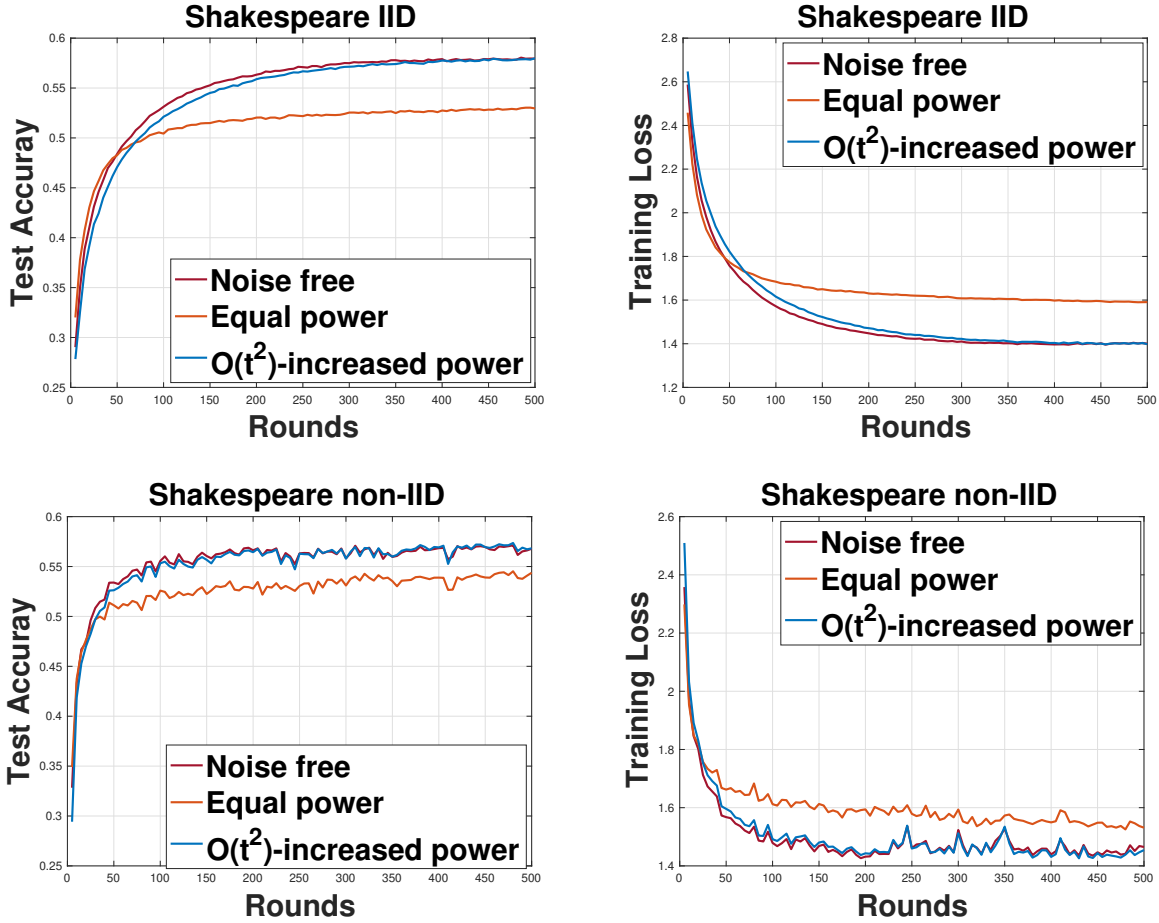 Shakespeare IID
Test Accuray
0.6
0.55
0.5
0.45
0.4
0.35
0.3
0.25
Noise free
Equal power
O(t²)-increased power
0 50 100 150 200 250 300 350 400 450 500
Rounds
Shakespeare IID
Training Loss
2.8
2.6
2.4
2.2
2
1.8
1.6
1.4
1.2
Noise free
Equal power
O(t²)-increased power
0 50 100 150 200 250 300 350 400 450 500
Rounds
Shakespeare non-IID
Test Accuray
0.6
0.55
0.5
0.45
0.4
0.35
0.3
0.25
Noise free
Equal power
O(t²)-increased power
0 50 100 150 200 250 300 350 400 450 500
Rounds
Shakespeare non-IID
Training Loss
2.6
2.4
2.2
2
1.8
1.6
1.4
Noise free
Equal power
O(t²)-increased power
0 50 100 150 200 250 300 350 400 450 500
Rounds